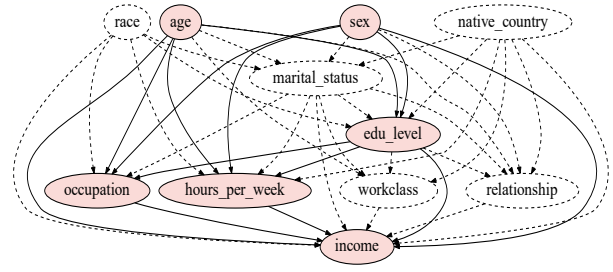 race age sex native_country
marital_status
edu_level
occupation hours_per_week workclass relationship
income